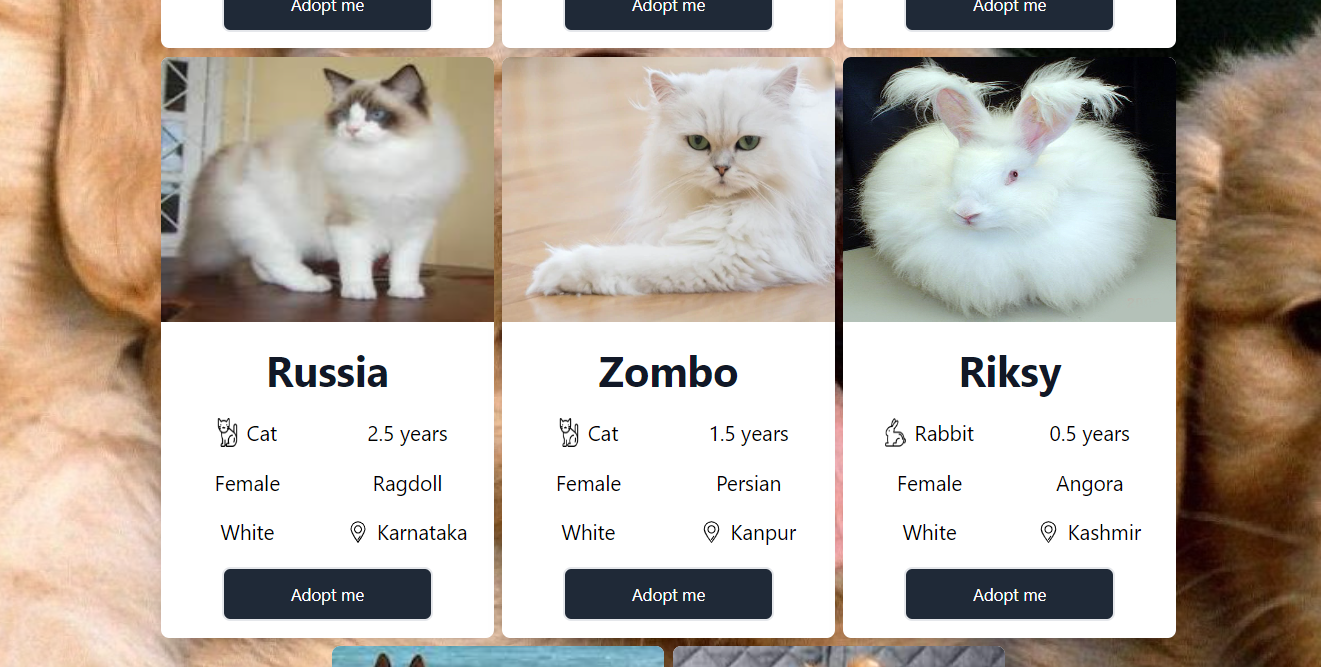 Adopt me Adopt me Adopt me
Russia Zombo Riksy
Cat 2.5 years Cat 1.5 years Rabbit 0.5 years
Female Ragdoll Female Persian Female Angora
White Karnataka White Kanpur White Kashmir
Adopt me Adopt me Adopt me